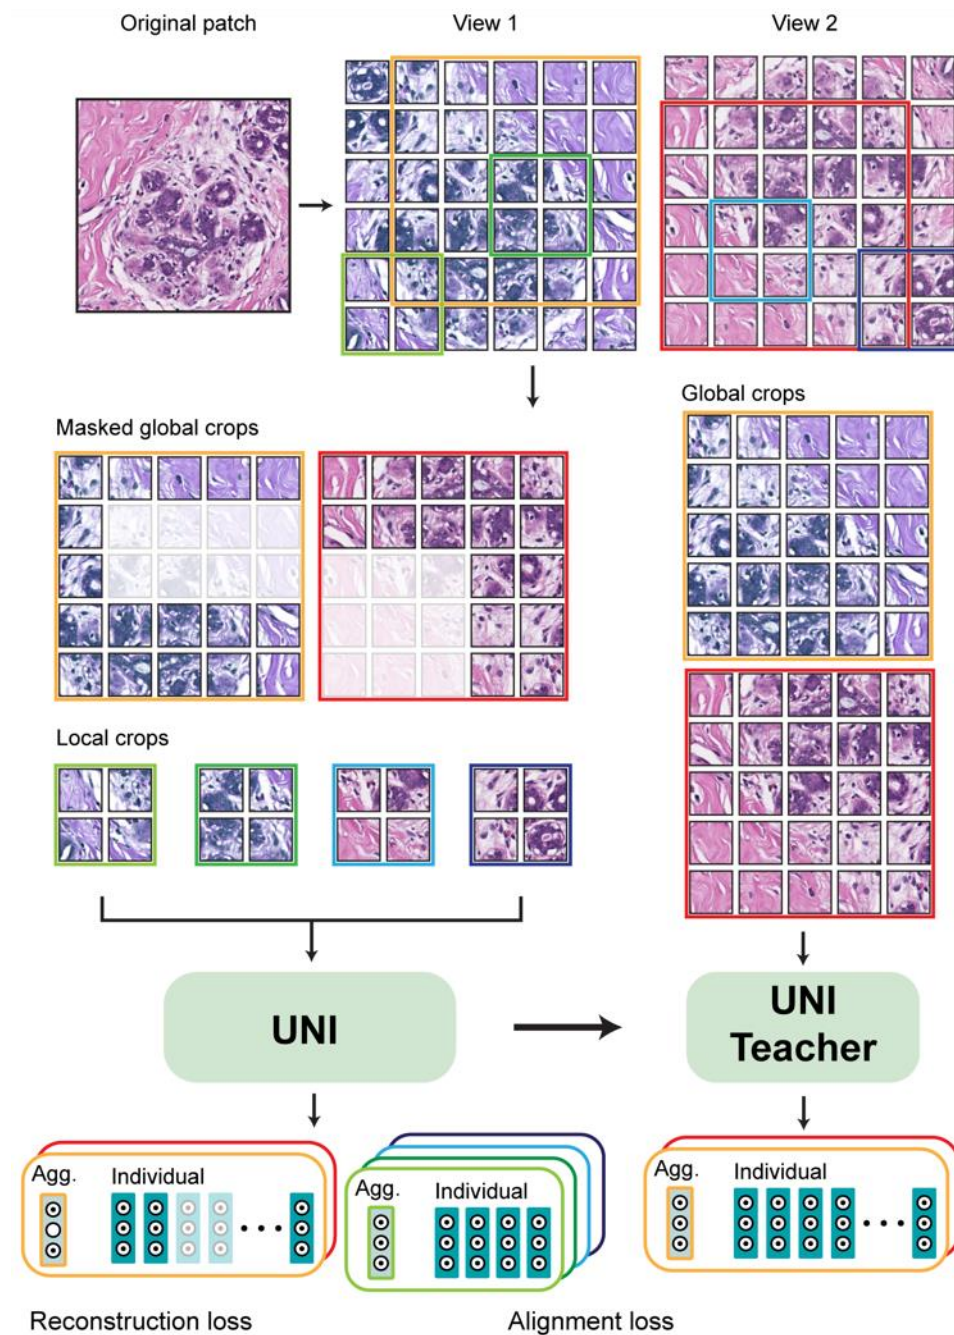 Original patch
View 1
View 2
Masked global crops
Global crops
Local crops
UNI
UNI
Teacher
Agg.
Individual
Agg.
Individual
Agg.
Individual
Reconstruction loss
Alignment loss